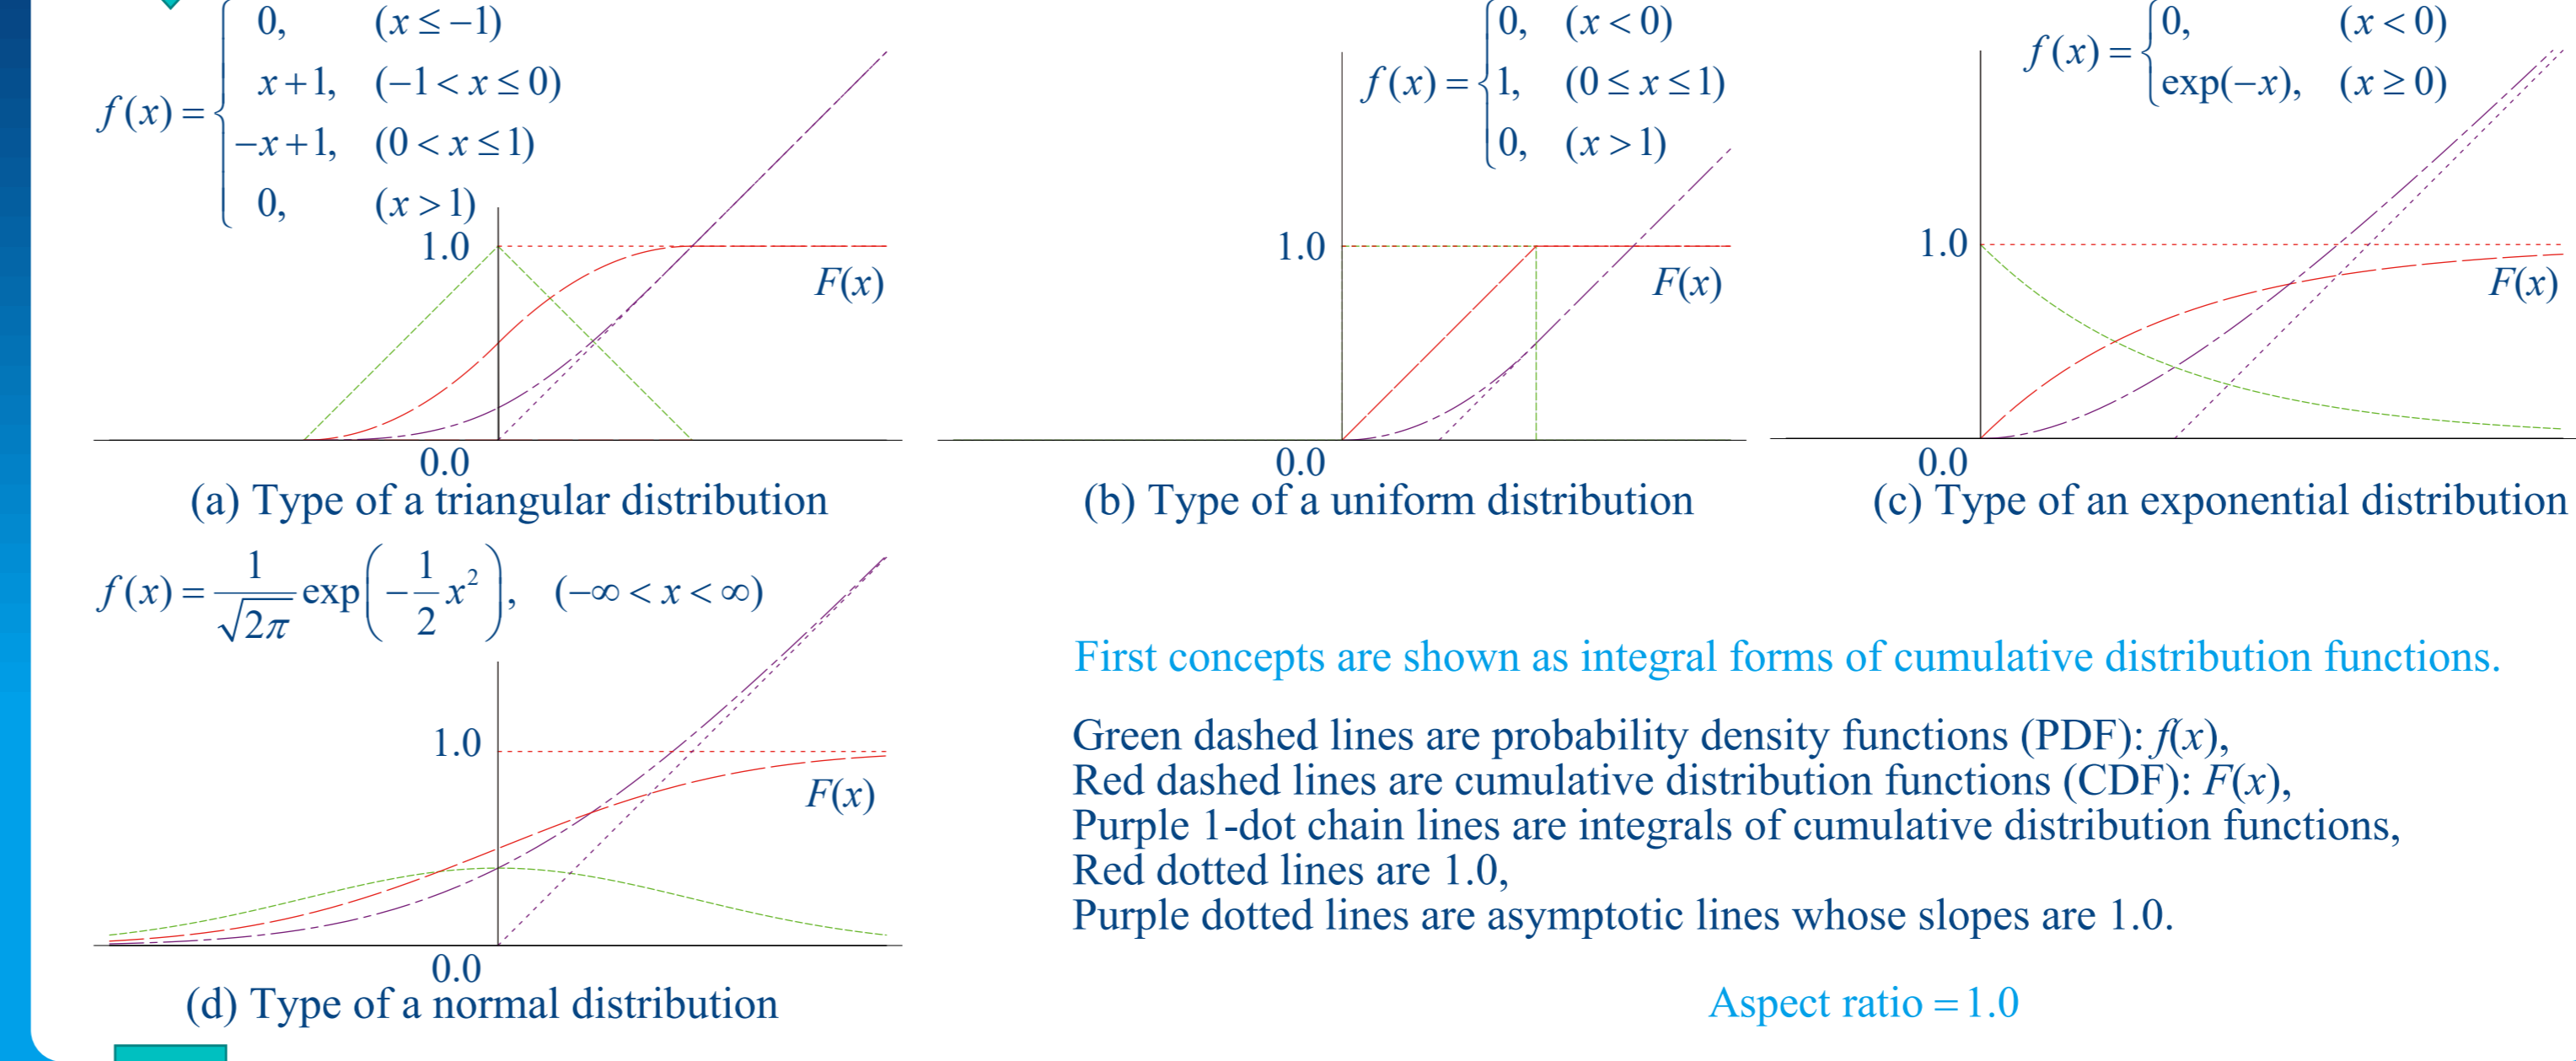 f(x) = { 0, (x ≤ −1)
x+1, (−1 < x ≤ 0)
−x+1, (0 < x ≤ 1)
0, (x > 1)
1.0
F(x)
0.0
(a) Type of a triangular distribution
f(x) = { 0, (x < 0)
1, (0 ≤ x ≤ 1)
0, (x > 1)
1.0
F(x)
0.0
(b) Type of a uniform distribution
f(x) = { 0, (x < 0)
exp(−x), (x ≥ 0)
1.0
F(x)
0.0
(c) Type of an exponential distribution
f(x) = 1/√2π exp(−1/2 x²), (−∞ < x < ∞)
1.0
F(x)
0.0
(d) Type of a normal distribution
First concepts are shown as integral forms of cumulative distribution functions.
Green dashed lines are probability density functions (PDF): f(x),
Red dashed lines are cumulative distribution functions (CDF): F(x),
Purple 1-dot chain lines are integrals of cumulative distribution functions,
Red dotted lines are 1.0,
Purple dotted lines are asymptotic lines whose slopes are 1.0.
Aspect ratio = 1.0